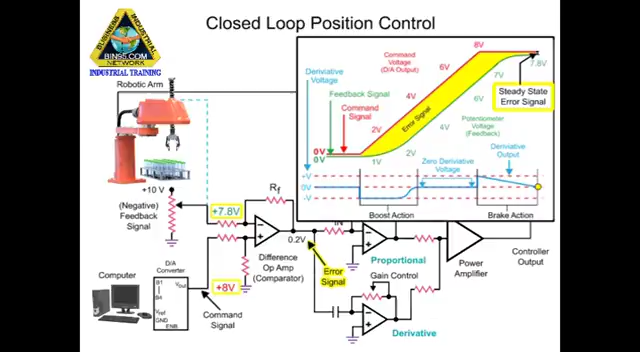 Closed Loop Position Control
BUSINESS INDUSTRIAL NETWORK
BIN95.COM
INDUSTRIAL TRAINING
Robotic Arm
+10 V
(Negative)
Feedback
Signal
+7.8V
Rf
0.2V
+8V
Difference
Op Amp
(Comparator)
Computer
D/A
Converter
B1
B4
Vout
Vref
GND
ENB
Command
Signal
Error
Signal
IN
Proportional
Gain Control
Derivative
Power
Amplifier
Controller
Output
Command Voltage
(D/A Output)
8V
6V
4V
2V
7.8V
7V
6V
4V
2V
1V
Steady State
Error Signal
Derivative
Voltage
Feedback Signal
Command
Signal
Error Signal
Potentiometer
Voltage
(Feedback)
0V
0V
Zero Derivative
Voltage
Derivative
Output
+V
0V
-V
Boost Action
Brake Action